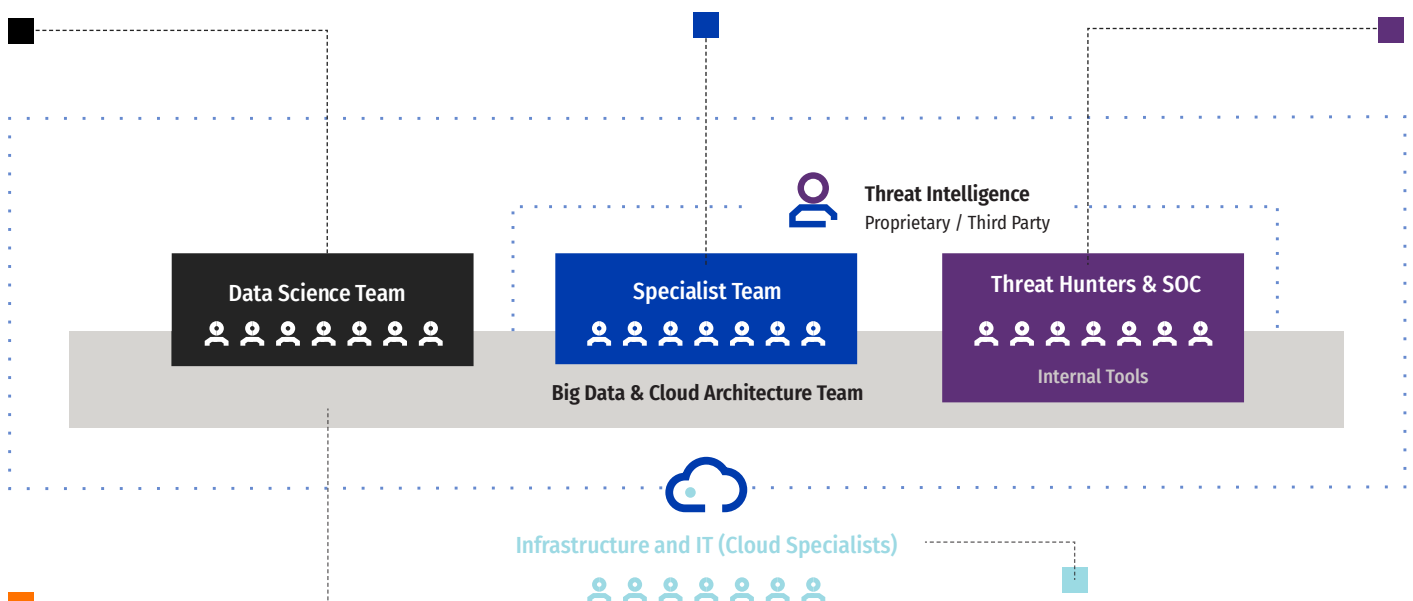 Threat Intelligence
Proprietary / Third Party
Data Science Team
Specialist Team
Threat Hunters & SOC
Internal Tools
Big Data & Cloud Architecture Team
Infrastructure and IT (Cloud Specialists)